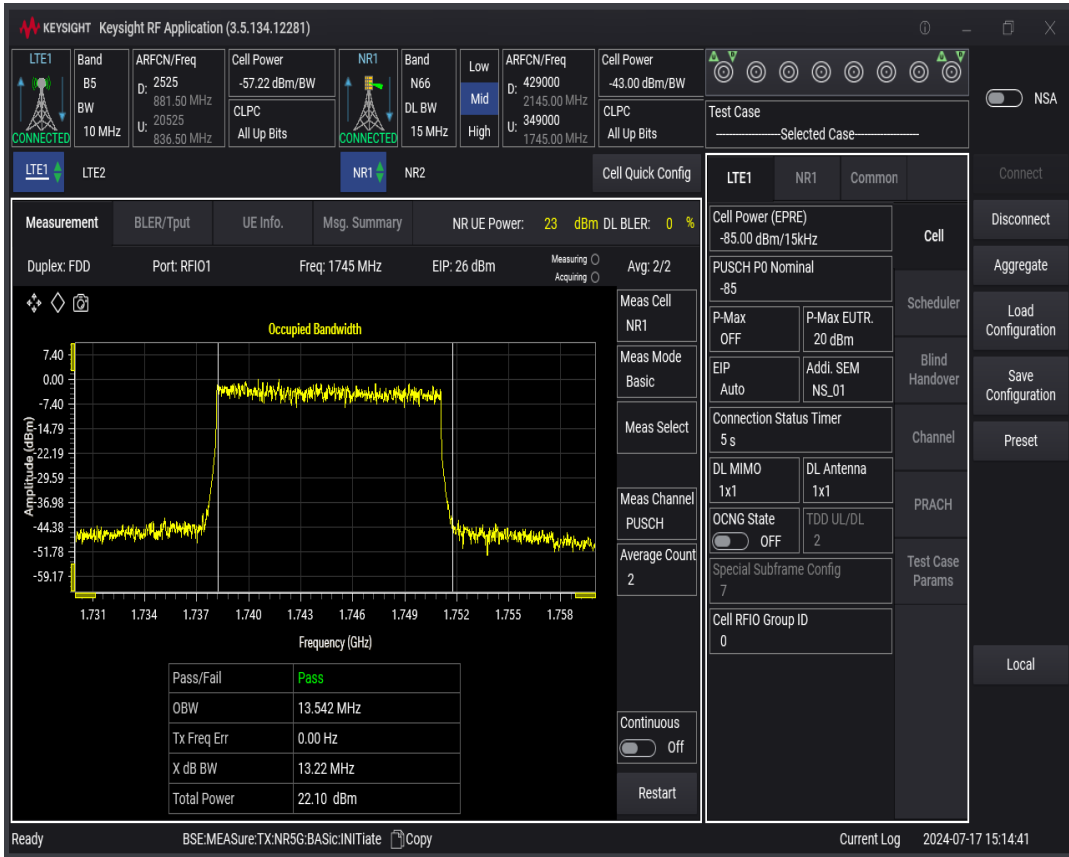 KEYSIGHT Keysight RF Application (3.5.134.12281)
LTE1
CONNECTED
Band
B5
BW
10 MHz
ARFCN/Freq
D: 2525
881.50 MHz
U: 20525
836.50 MHz
Cell Power
-57.22 dBm/BW
CLPC
All Up Bits
NR1
CONNECTED
Band
N66
DL BW
15 MHz
Low
Mid
High
ARFCN/Freq
D: 429000
2145.00 MHz
U: 349000
1745.00 MHz
Cell Power
-43.00 dBm/BW
CLPC
All Up Bits
A B A B
Test Case
--------------------Selected Case--------------------
NSA
LTE1 LTE2 NR1 NR2 Cell Quick Config
Measurement BLER/Tput UE Info. Msg. Summary NR UE Power: 23 dBm DL BLER: 0 %
Duplex: FDD Port: RFIO1 Freq: 1745 MHz EIP: 26 dBm Measuring Avg: 2/2
Acquiring
Occupied Bandwidth
Amplitude (dBm)
7.40
0.00
-7.40
-14.79
-22.19
-29.59
-36.98
-44.38
-51.78
-59.17
1.731 1.734 1.737 1.740 1.743 1.746 1.749 1.752 1.755 1.758
Frequency (GHz)
Pass/Fail Pass
OBW 13.542 MHz
Tx Freq Err 0.00 Hz
X dB BW 13.22 MHz
Total Power 22.10 dBm
Meas Cell
NR1
Meas Mode
Basic
Meas Select
Meas Channel
PUSCH
Average Count
2
Continuous
Off
Restart
LTE1 NR1 Common
Cell Power (EPRE)
-85.00 dBm/15kHz
PUSCH P0 Nominal
-85
P-Max
OFF
P-Max EUTR.
20 dBm
EIP
Auto
Addi. SEM
NS_01
Connection Status Timer
5 s
DL MIMO
1x1
DL Antenna
1x1
OCNG State
OFF
TDD UL/DL
2
Special Subframe Config
7
Cell RFIO Group ID
0
Cell
Scheduler
Blind
Handover
Channel
PRACH
Test Case
Params
Connect
Disconnect
Aggregate
Load
Configuration
Save
Configuration
Preset
Local
Ready BSE:MEASure:TX:NR5G:BASic:INITiate Copy Current Log 2024-07-17 15:14:41